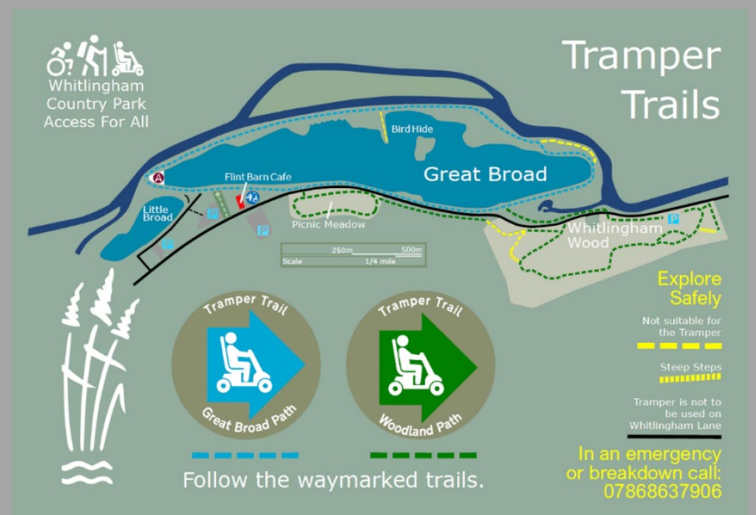 Whitlingham
Country Park
Access For All
Tramper
Trails
Bird Hide
Great Broad
A
Flint Barn Cafe
Little
Broad
P
P
P
P
Picnic Meadow
Whitlingham
Wood
250m
500m
Scale
1/4 mile
Explore
Safely
Not suitable for
the Tramper
Steep Steps
Tramper is not to
be used on
Whitlingham Lane
In an emergency
or breakdown call:
07868637906
Tramper Trail
Great Broad Path
Tramper Trail
Woodland Path
Follow the waymarked trails.